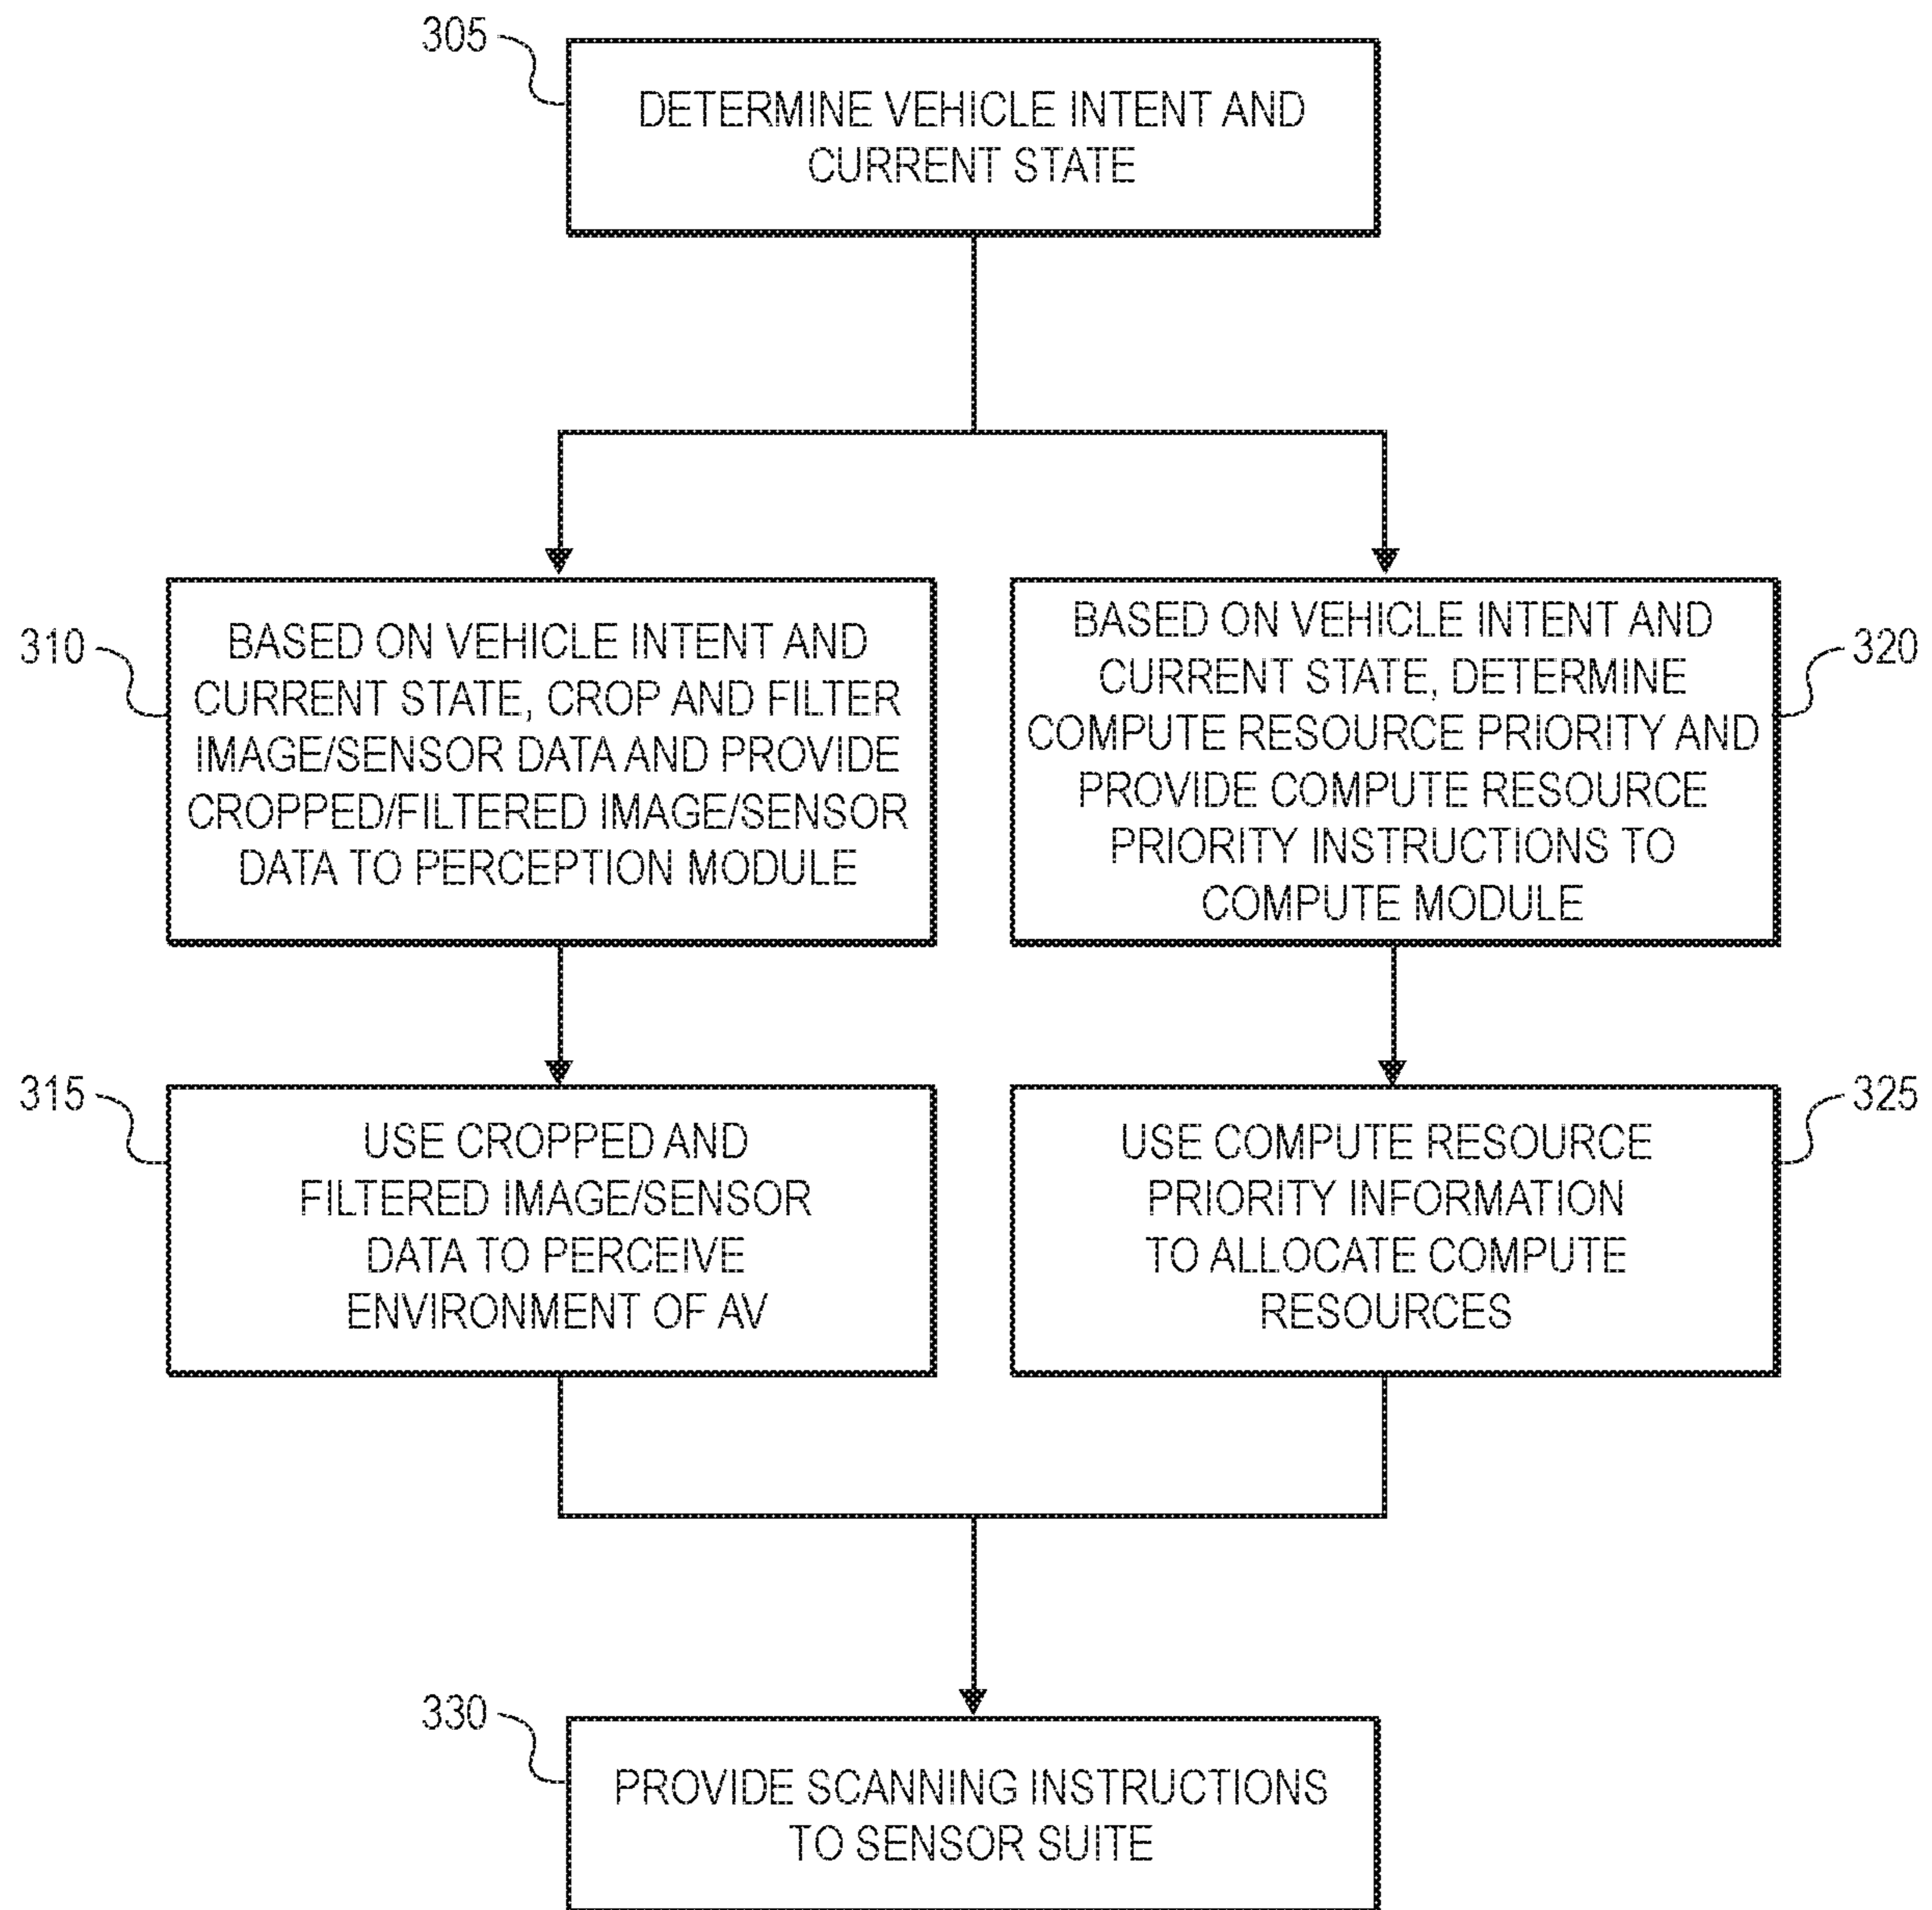 305
DETERMINE VEHICLE INTENT AND
CURRENT STATE
310
BASED ON VEHICLE INTENT AND
CURRENT STATE, CROP AND FILTER
IMAGE/SENSOR DATA AND PROVIDE
CROPPED/FILTERED IMAGE/SENSOR
DATA TO PERCEPTION MODULE
BASED ON VEHICLE INTENT AND
CURRENT STATE, DETERMINE
COMPUTE RESOURCE PRIORITY AND
PROVIDE COMPUTE RESOURCE
PRIORITY INSTRUCTIONS TO
COMPUTE MODULE
320
315
USE CROPPED AND
FILTERED IMAGE/SENSOR
DATA TO PERCEIVE
ENVIRONMENT OF AV
USE COMPUTE RESOURCE
PRIORITY INFORMATION
TO ALLOCATE COMPUTE
RESOURCES
325
330
PROVIDE SCANNING INSTRUCTIONS
TO SENSOR SUITE